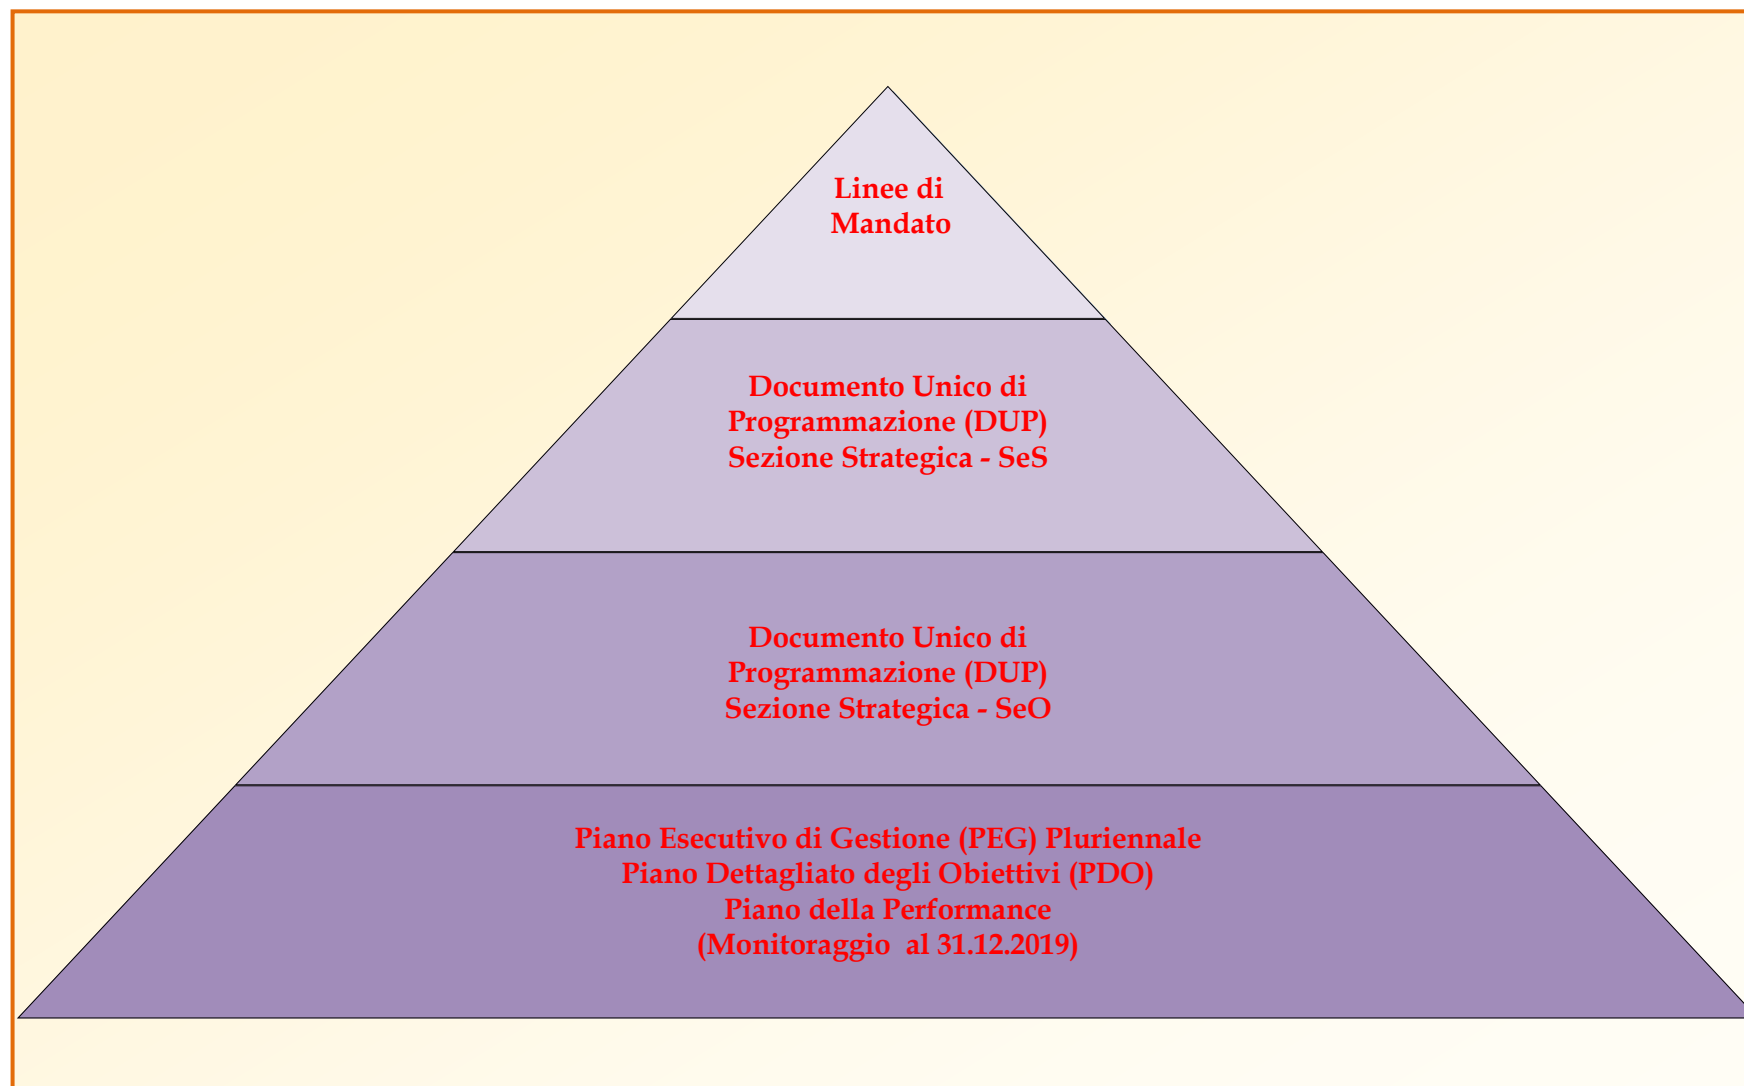 Linee di
Mandato
Documento Unico di
Programmazione (DUP)
Sezione Strategica - SeS
Documento Unico di
Programmazione (DUP)
Sezione Strategica - SeO
Piano Esecutivo di Gestione (PEG) Pluriennale
Piano Dettagliato degli Obiettivi (PDO)
Piano della Performance
(Monitoraggio  al 31.12.2019)